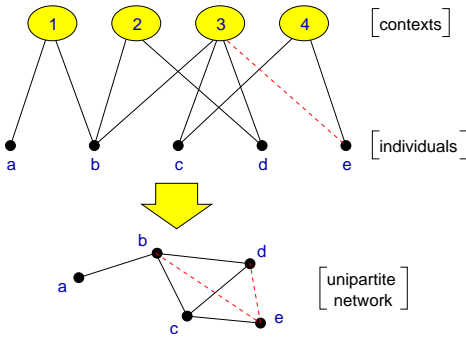 1 2 3 4 [contexts]
a b c d e [individuals]
b d
a
c e
[unipartite
network]